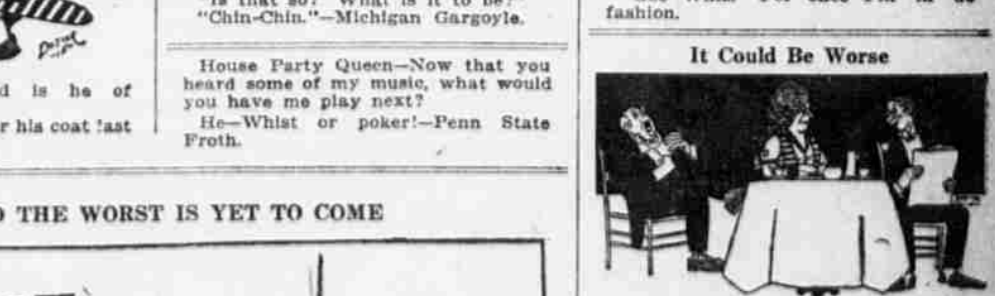 d is he of
r his coat last
"Chin-Chin."—Michigan Gargoyle.
House Party Queen—Now that you
heard some of my music, what would
you have me play next?
He—Whist or poker!—Penn State
Froth.
THE WORST IS YET TO COME
fashion.
It Could Be Worse